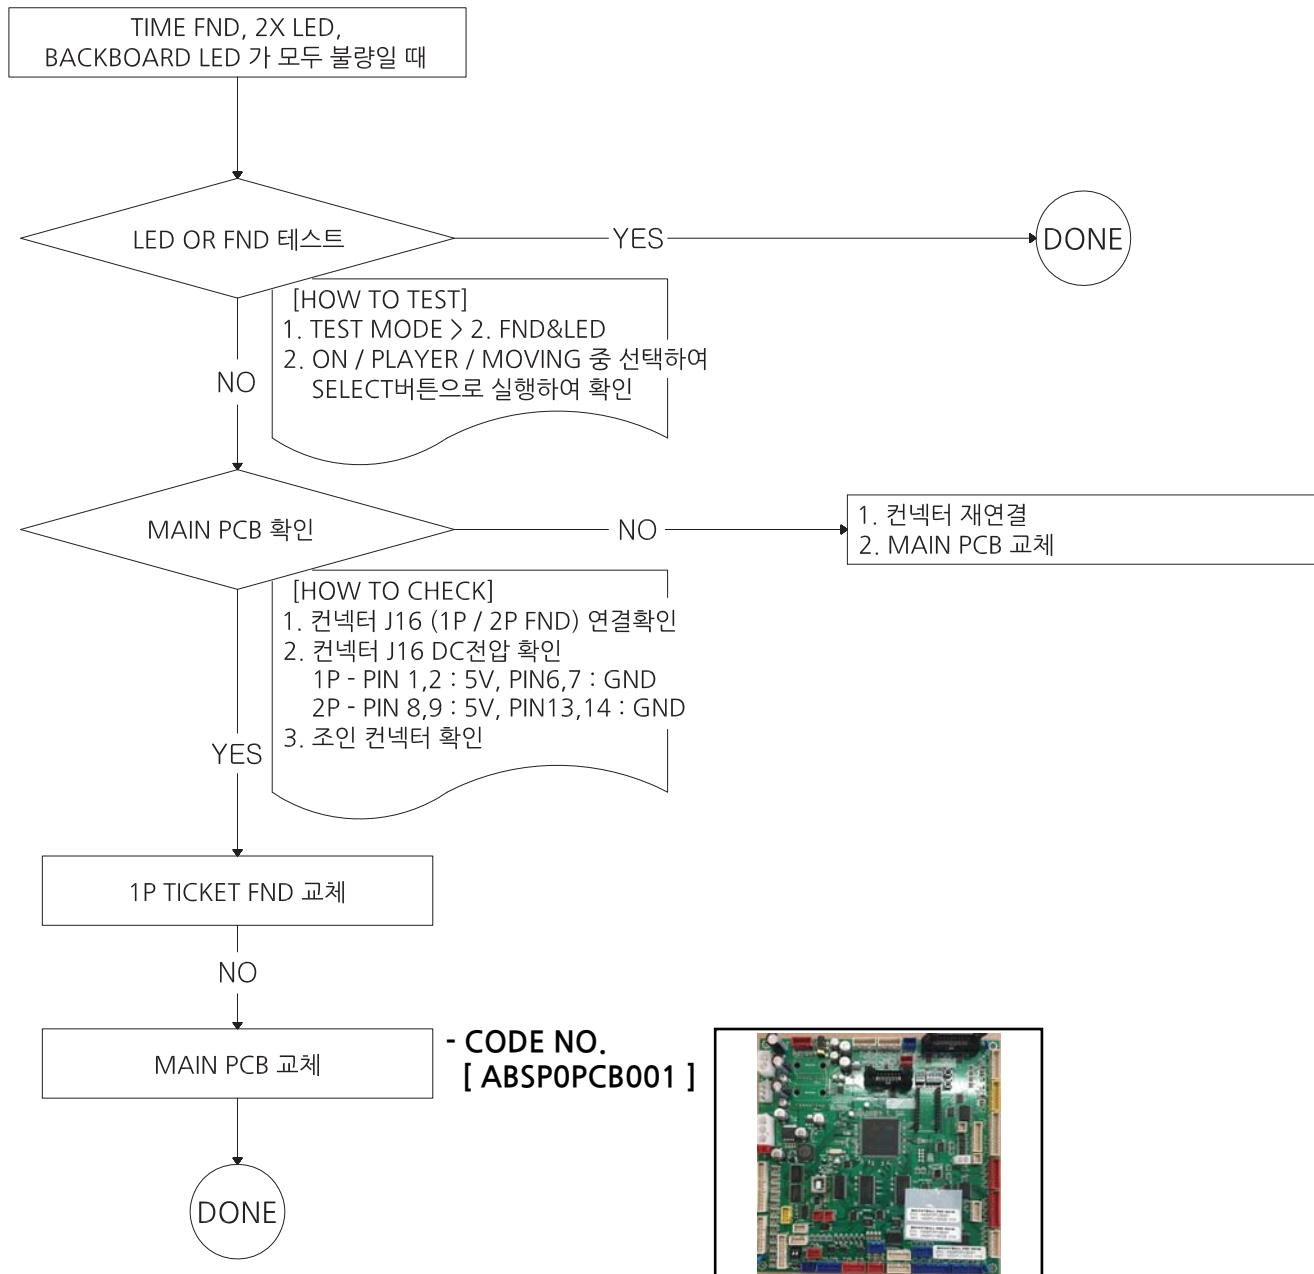 TIME FND, 2X LED,
BACKBOARD LED 가 모두 불량일 때
LED OR FND 테스트
YES
DONE
[HOW TO TEST]
1. TEST MODE > 2. FND&LED
2. ON / PLAYER / MOVING 중 선택하여
SELECT버튼으로 실행하여 확인
NO
MAIN PCB 확인
NO
1. 컨넥터 재연결
2. MAIN PCB 교체
[HOW TO CHECK]
1. 컨넥터 J16 (1P / 2P FND) 연결확인
2. 컨넥터 J16 DC전압 확인
1P - PIN 1,2 : 5V, PIN6,7 : GND
2P - PIN 8,9 : 5V, PIN13,14 : GND
3. 조인 컨넥터 확인
YES
1P TICKET FND 교체
NO
MAIN PCB 교체
- CODE NO.
[ ABSP0PCB001 ]
DONE